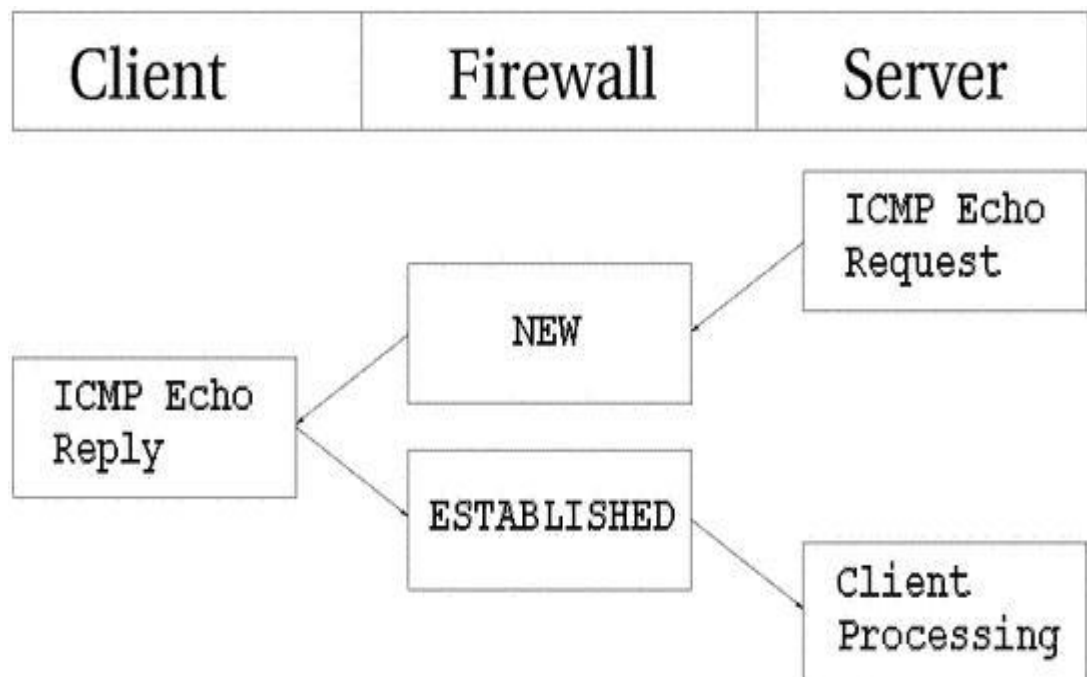 Client Firewall Server
ICMP Echo
Request
NEW
ICMP Echo
Reply
ESTABLISHED
Client
Processing